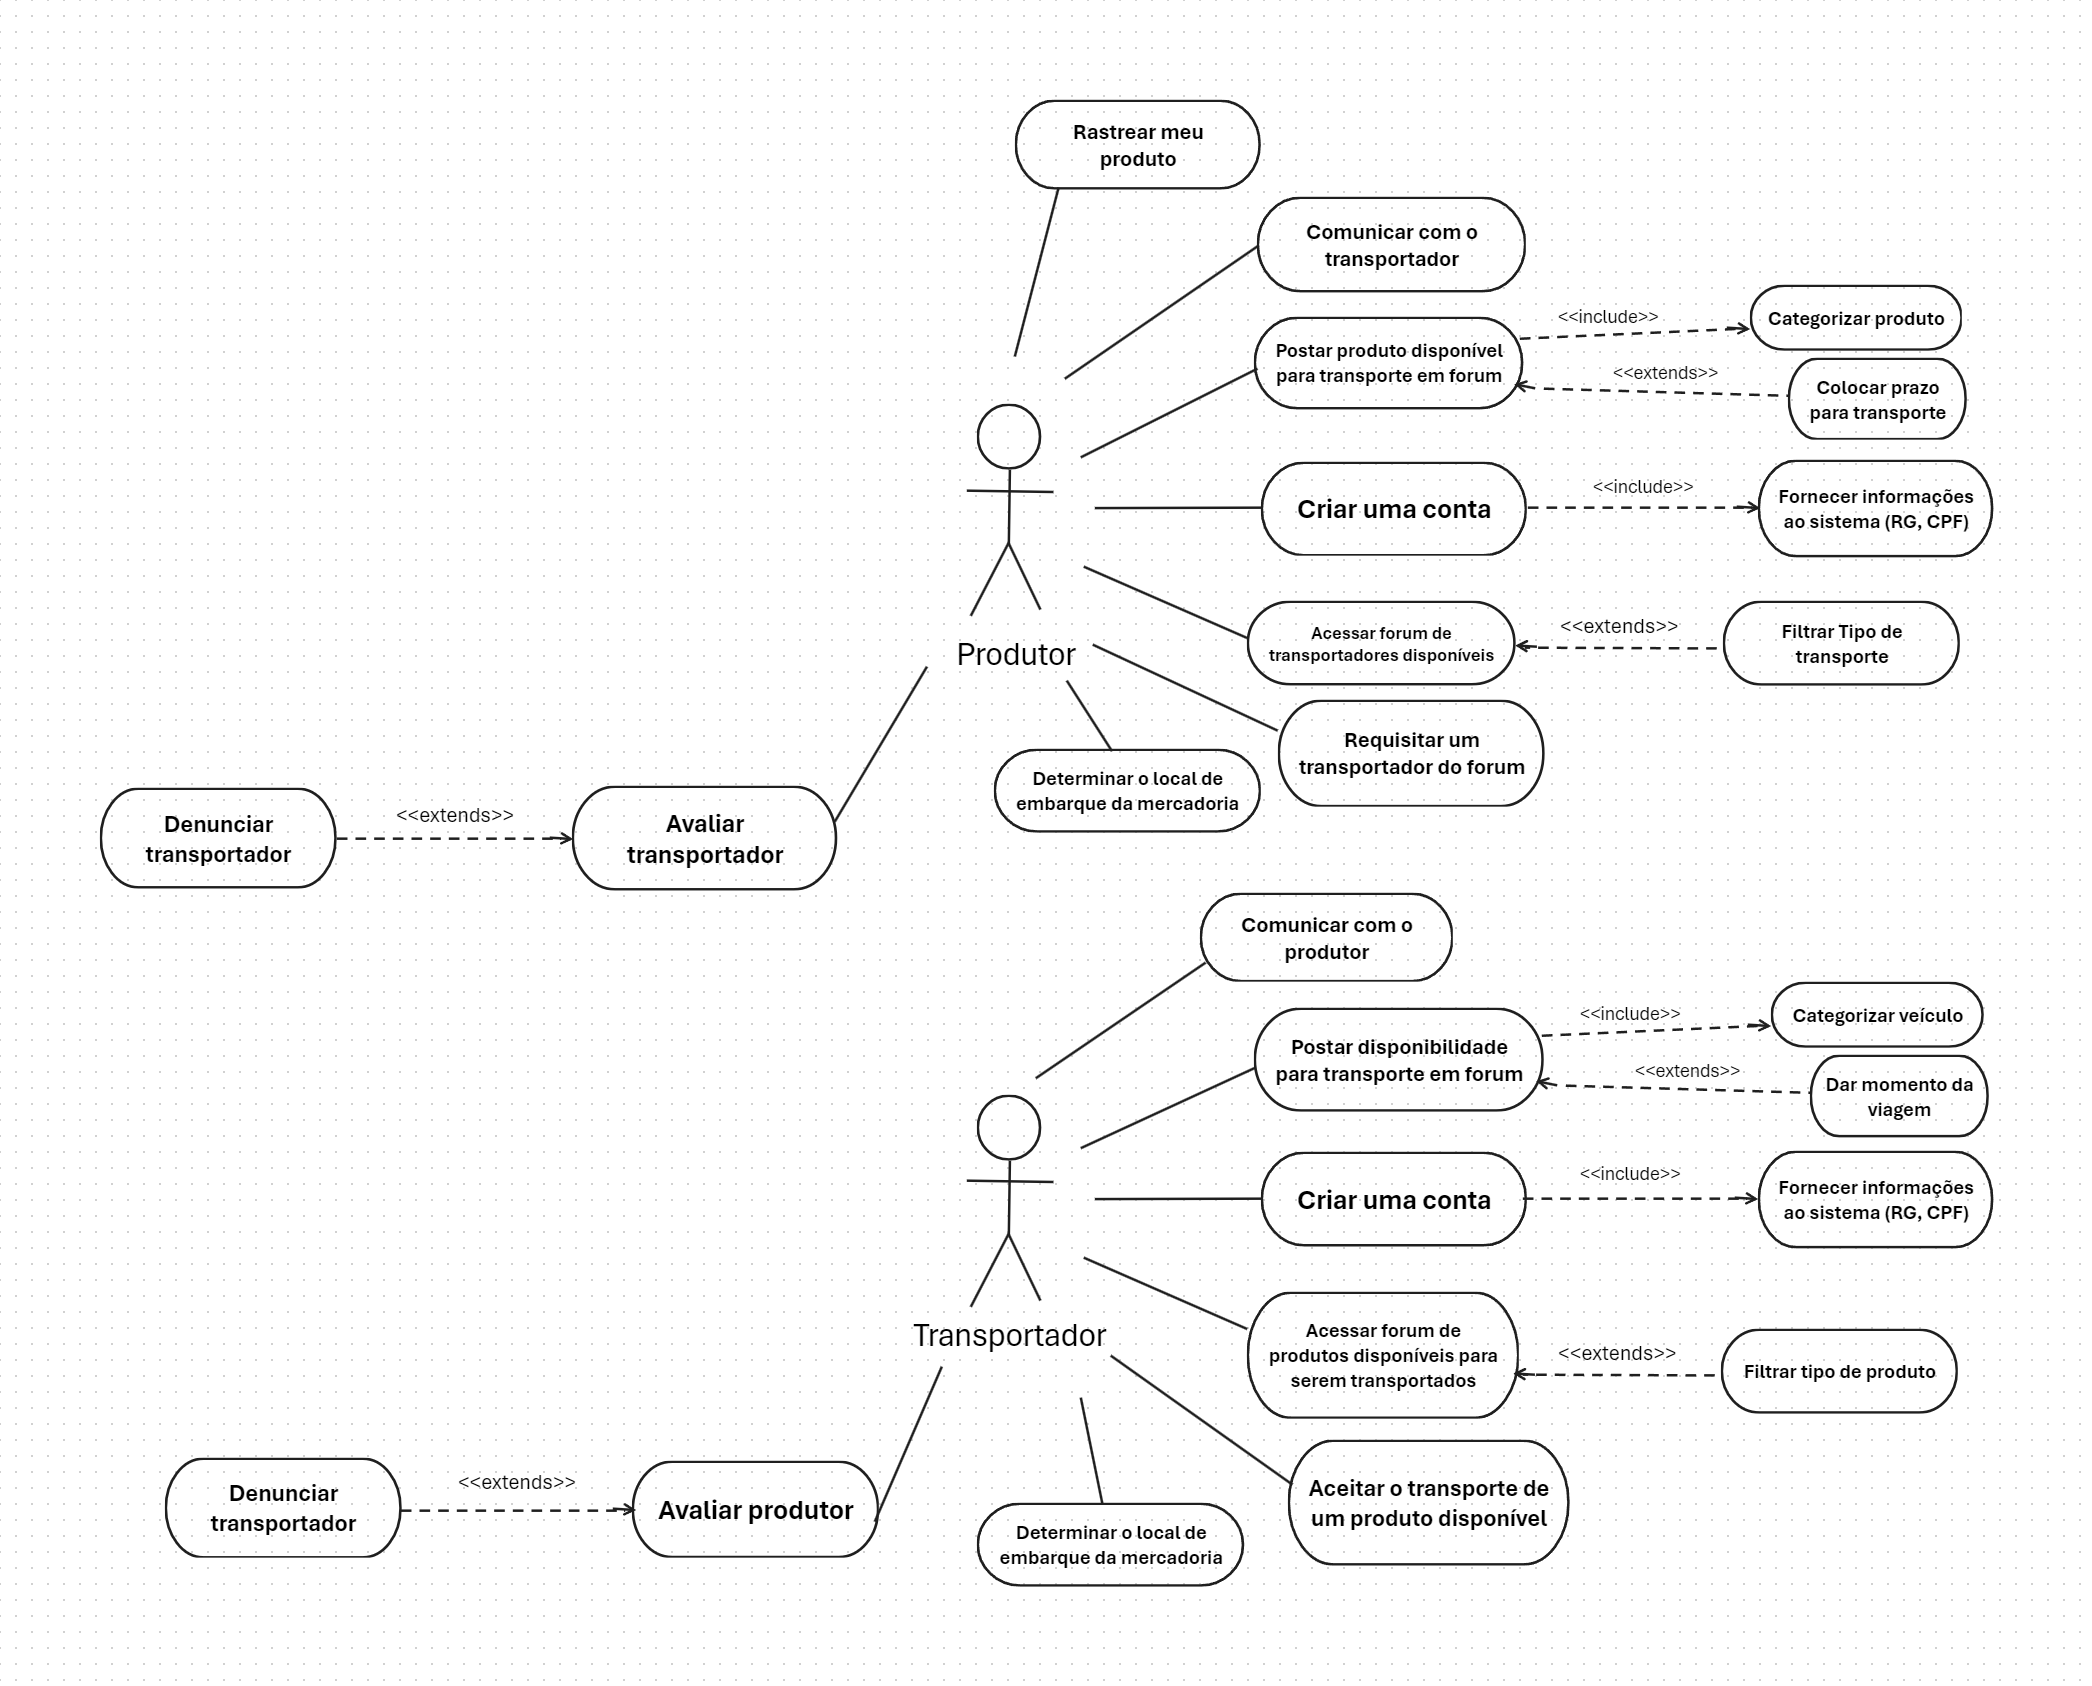 Rastrear meu
produto
Comunicar com o
transportador
<<include>>
Categorizar produto
Postar produto disponível
para transporte em forum
<<extends>>
Colocar prazo
para transporte
Criar uma conta
<<include>>
Fornecer informações
ao sistema (RG, CPF)
Acessar forum de
transportadores disponíveis
<<extends>>
Filtrar Tipo de
transporte
Produtor
Requisitar um
transportador do forum
Determinar o local de
embarque da mercadoria
Denunciar
transportador
<<extends>>
Avaliar
transportador
Comunicar com o
produtor
<<include>>
Categorizar veículo
Postar disponibilidade
para transporte em forum
<<extends>>
Dar momento da
viagem
Criar uma conta
<<include>>
Fornecer informações
ao sistema (RG, CPF)
Transportador
Acessar forum de
produtos disponíveis para
serem transportados
<<extends>>
Filtrar tipo de produto
Denunciar
transportador
<<extends>>
Avaliar produtor
Determinar o local de
embarque da mercadoria
Aceitar o transporte de
um produto disponível